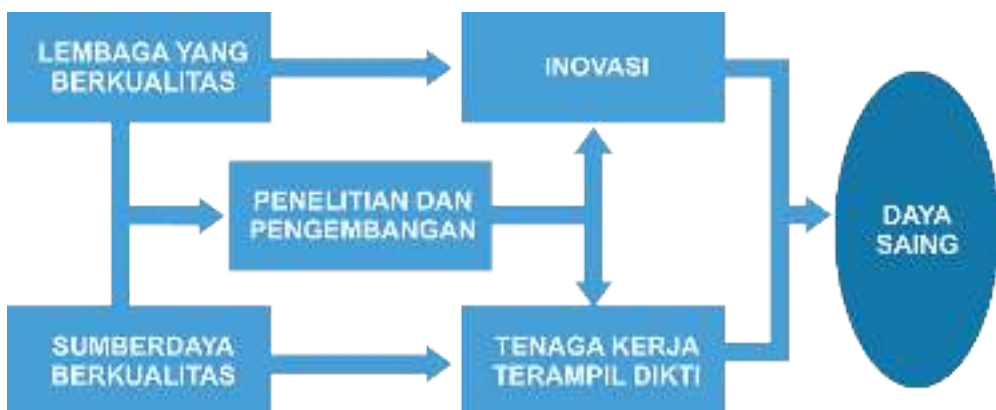 LEMBAGA YANG
BERKUALITAS
INOVASI
PENELITIAN DAN
PENGEMBANGAN
DAYA
SAING
SUMBERDAYA
BERKUALITAS
TENAGA KERJA
TERAMPIL DIKTI